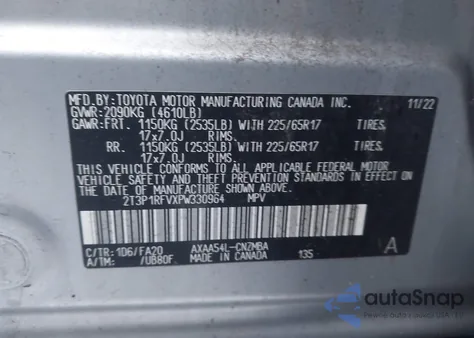 MFD.BY:TOYOTA MOTOR MANUFACTURING CANADA INC. 11/22
GVWR:2090KG (4610LB)
GAWR:FRT. 1150KG (2535LB) WITH 225/65R17 TIRES.
17x7.0J RIMS.
RR. 1150KG (2535LB) WITH 225/65R17 TIRES.
17x7.0J RIMS.
THIS VEHICLE CONFORMS TO ALL APPLICABLE FEDERAL MOTOR
VEHICLE SAFETY AND THEFT PREVENTION STANDARDS IN EFFECT ON
THE DATE OF MANUFACTURE SHOWN ABOVE.
2T3P1RFVXPW330964 MPV
C/TR:1D6/FA20 AXAA54L-CNZMBA
A/TM: /UB80F MADE IN CANADA 135 A
autoSnap